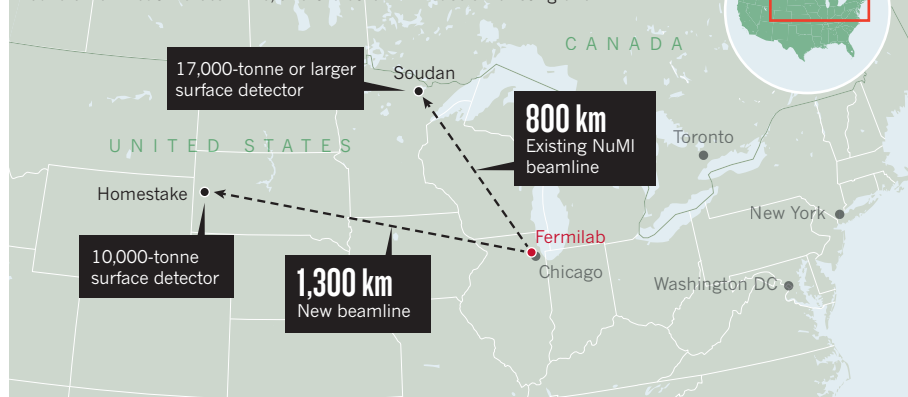 CANADA
17,000-tonne or larger
surface detector
Soudan
800 km
Existing NuMI
beamline
Toronto
UNITED STATES
Homestake
New York
10,000-tonne
surface detector
Fermilab
Chicago
1,300 km
New beamline
Washington DC